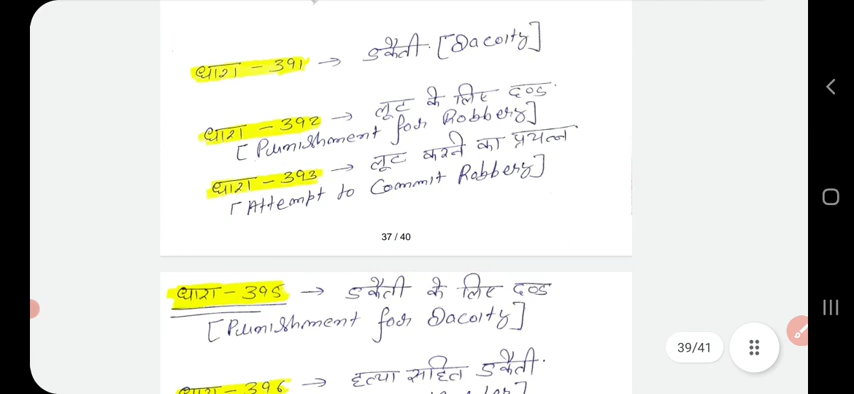 धारा - 391 → डकैती. [Dacoity]
धारा - 392 → लूट के लिए दण्ड.
[Punishment for Robbery]
धारा - 393 → लूट करने का प्रयत्न
[Attempt to Commit Robbery]
37 / 40
धारा - 395 → डकैती के लिए दण्ड
[Punishment for Dacoity]
39/41
धारा - 396 → हत्या सहित डकैती.